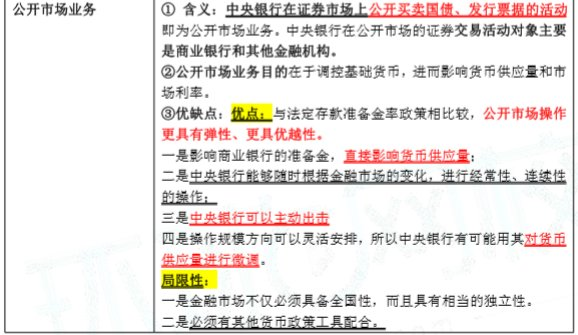 公开市场业务
① 含义：中央银行在证券市场上公开买卖国债、发行票据的活动
即为公开市场业务。中央银行在公开市场的证券交易活动对象主要
是商业银行和其他金融机构。
②公开市场业务目的在于调控基础货币，进而影响货币供应量和市
场利率。
③优缺点：优点：与法定存款准备金率政策相比较，公开市场操作
更具有弹性、更具优越性。
一是影响商业银行的准备金，直接影响货币供应量；
二是中央银行能够随时根据金融市场的变化，进行经常性、连续性
的操作；
三是中央银行可以主动出击
四是操作规模方向可以灵活安排，所以中央银行有可能用其对货币
供应量进行微调。
局限性：
一是金融市场不仅必须具备全国性，而且具有相当的独立性。
二是必须有其他货币政策工具配合。